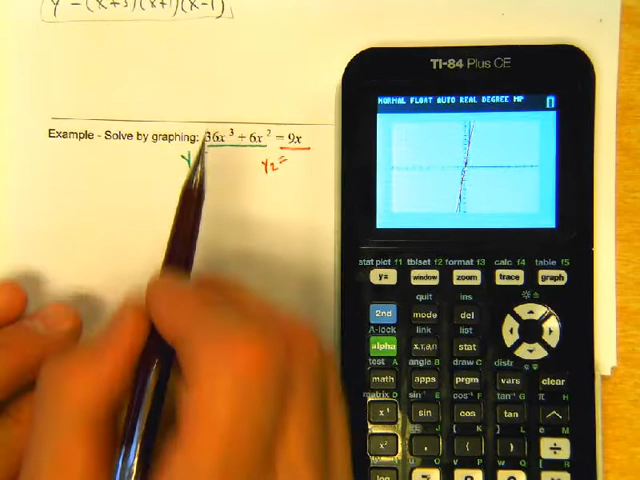 y = (x+3)(x+1)(x-1)
TI-84 Plus CE
NORMAL FLOAT AUTO REAL DEGREE MP
Example - Solve by graphing: 36x³ + 6x² = 9x
y y₂=
stat plot f1 tblset f2 format f3 calc f4 table f5
y= window zoom trace graph
quit ins
2nd mode del
A-lock link list
alpha x,t,θ,n stat
test A angle B draw C distr
math apps prgm vars clear
matrix D sin⁻¹ E cos⁻¹ F tan⁻¹ G π H
x⁻¹ sin cos tan ^
√ I EE J { K } L e M
x² , ( ) ÷